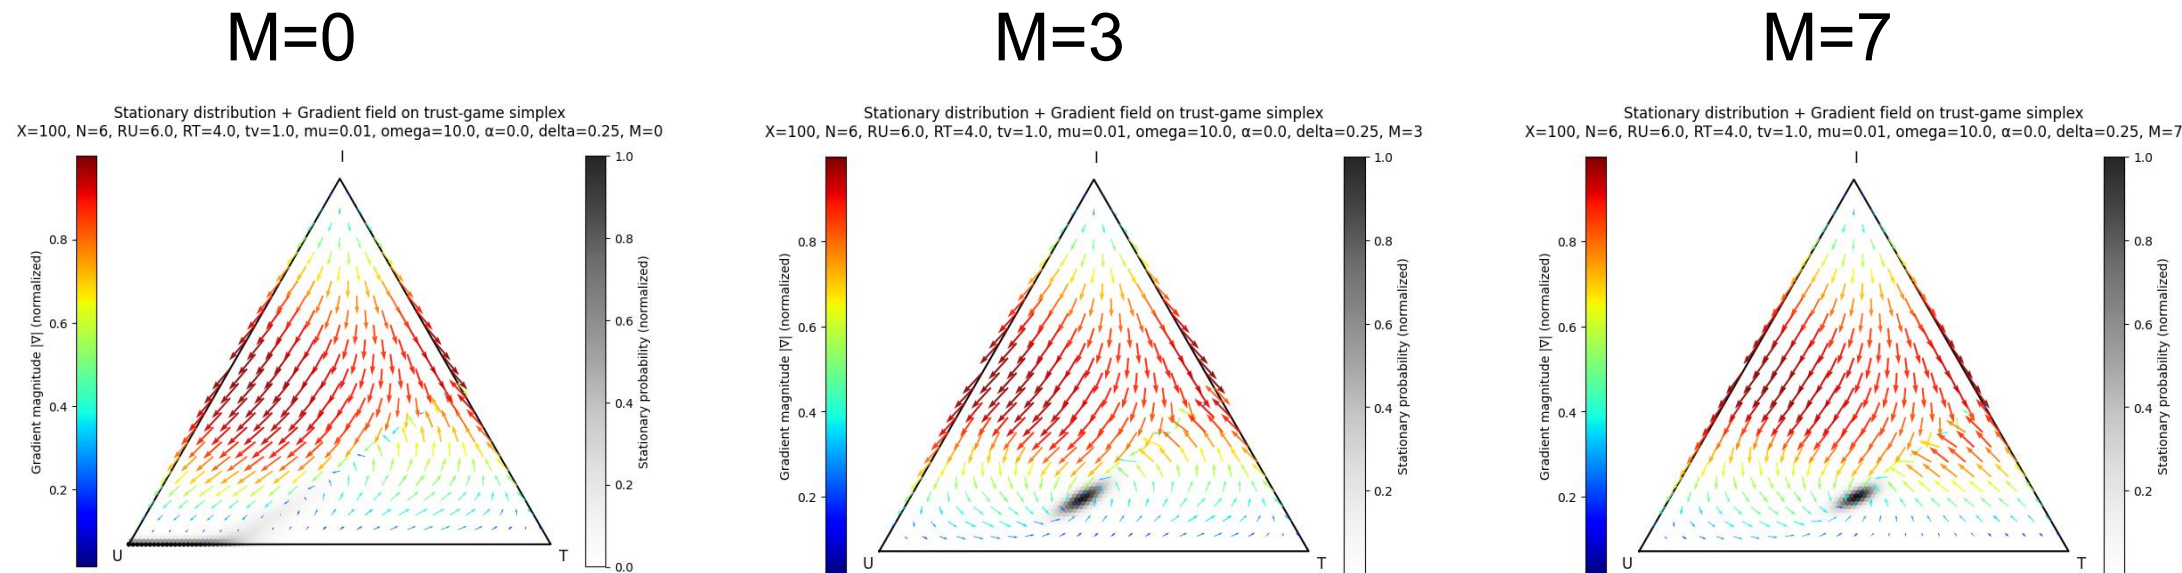 M=0
Stationary distribution + Gradient field on trust-game simplex
X=100, N=6, RU=6.0, RT=4.0, tv=1.0, mu=0.01, omega=10.0, α=0.0, delta=0.25, M=0
I
U
T
Gradient magnitude |∇| (normalized)
0.8
0.6
0.4
0.2
Stationary probability (normalized)
1.0
0.8
0.6
0.4
0.2
0.0
M=3
Stationary distribution + Gradient field on trust-game simplex
X=100, N=6, RU=6.0, RT=4.0, tv=1.0, mu=0.01, omega=10.0, α=0.0, delta=0.25, M=3
I
U
T
Gradient magnitude |∇| (normalized)
0.8
0.6
0.4
0.2
Stationary probability (normalized)
1.0
0.8
0.6
0.4
0.2
M=7
Stationary distribution + Gradient field on trust-game simplex
X=100, N=6, RU=6.0, RT=4.0, tv=1.0, mu=0.01, omega=10.0, α=0.0, delta=0.25, M=7
I
U
T
Gradient magnitude |∇| (normalized)
0.8
0.6
0.4
0.2
Stationary probability (normalized)
1.0
0.8
0.6
0.4
0.2